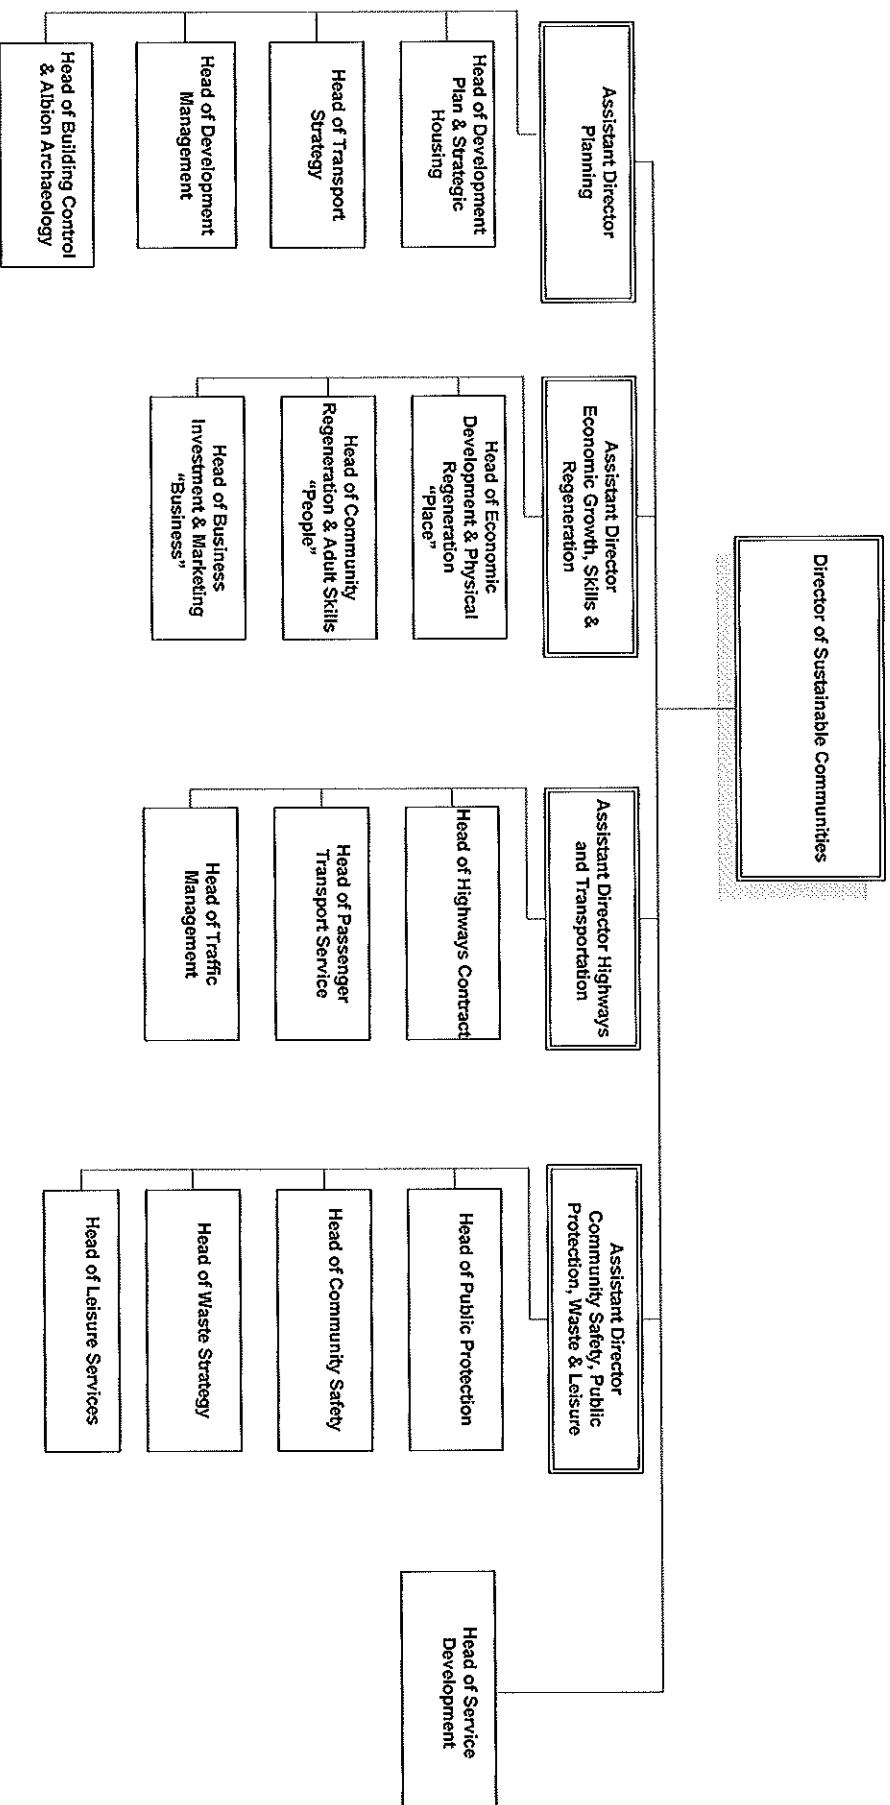 Director of Sustainable Communities
Assistant Director
Planning
Head of Development
Plan & Strategic
Housing
Head of Transport
Strategy
Head of Development
Management
Head of Building Control
& Albion Archaeology
Assistant Director
Economic Growth, Skills &
Regeneration
Head of Economic
Development & Physical
Regeneration
“Place”
Head of Community
Regeneration & Adult Skills
“People”
Head of Business
Investment & Marketing
“Business”
Assistant Director Highways
and Transportation
Head of Highways Contract
Head of Passenger
Transport Service
Head of Traffic
Management
Assistant Director
Community Safety, Public
Protection, Waste & Leisure
Head of Public Protection
Head of Community Safety
Head of Waste Strategy
Head of Leisure Services
Head of Service
Development